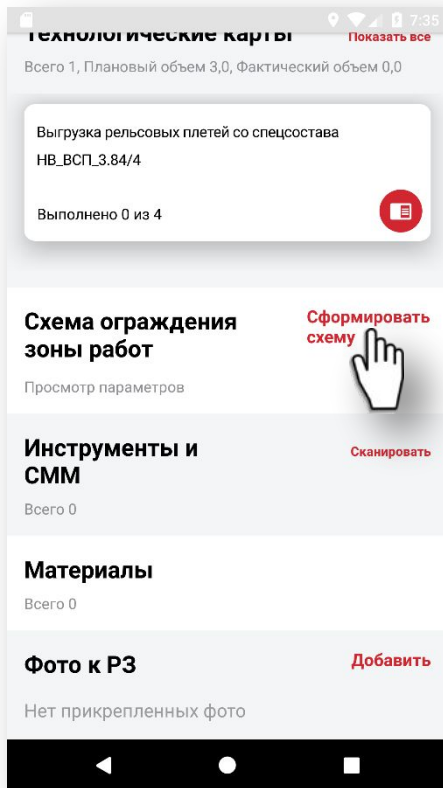 7:35
Технологические карты
Показать все
Всего 1, Плановый объем 3,0, Фактический объем 0,0
Выгрузка рельсовых плетей со спецсостава
НВ_ВСП_3.84/4
Выполнено 0 из 4
Схема ограждения
зоны работ
Сформировать
схему
Просмотр параметров
Инструменты и
СММ
Сканировать
Всего 0
Материалы
Всего 0
Фото к РЗ
Добавить
Нет прикрепленных фото